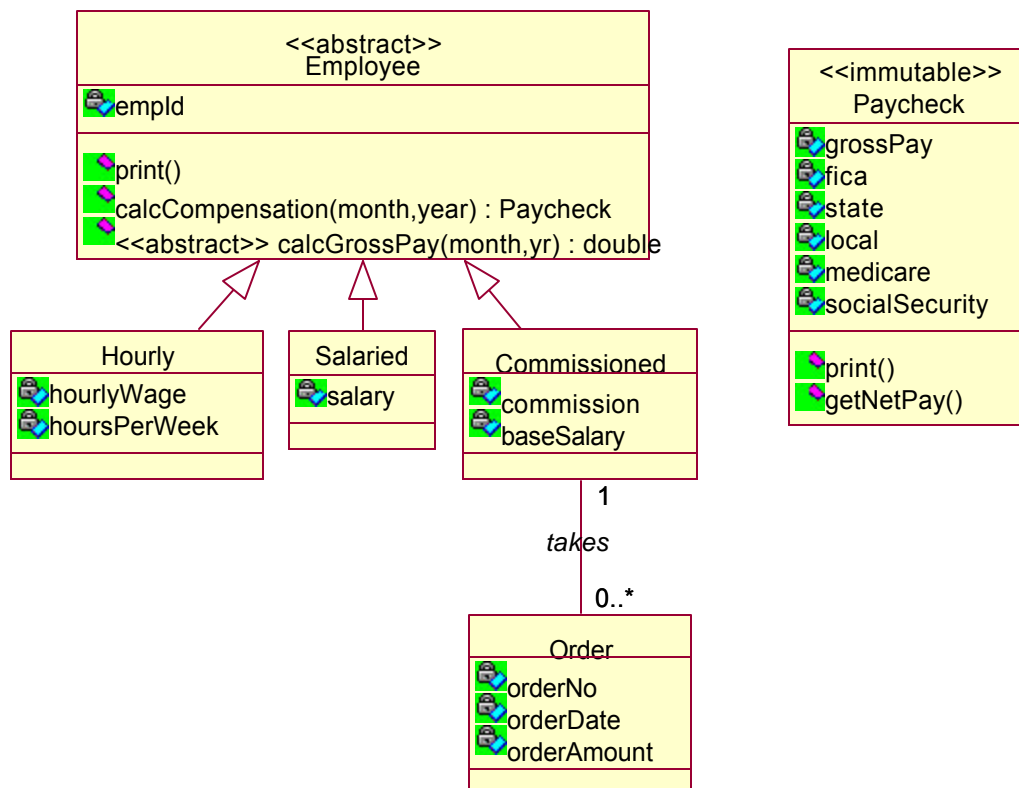 <<abstract>>
Employee
empId
print()
calcCompensation(month,year) : Paycheck
<<abstract>> calcGrossPay(month,yr) : double
<<immutable>>
Paycheck
grossPay
fica
state
local
medicare
socialSecurity
print()
getNetPay()
Hourly
hourlyWage
hoursPerWeek
Salaried
salary
Commissioned
commission
baseSalary
1
takes
0..*
Order
orderNo
orderDate
orderAmount